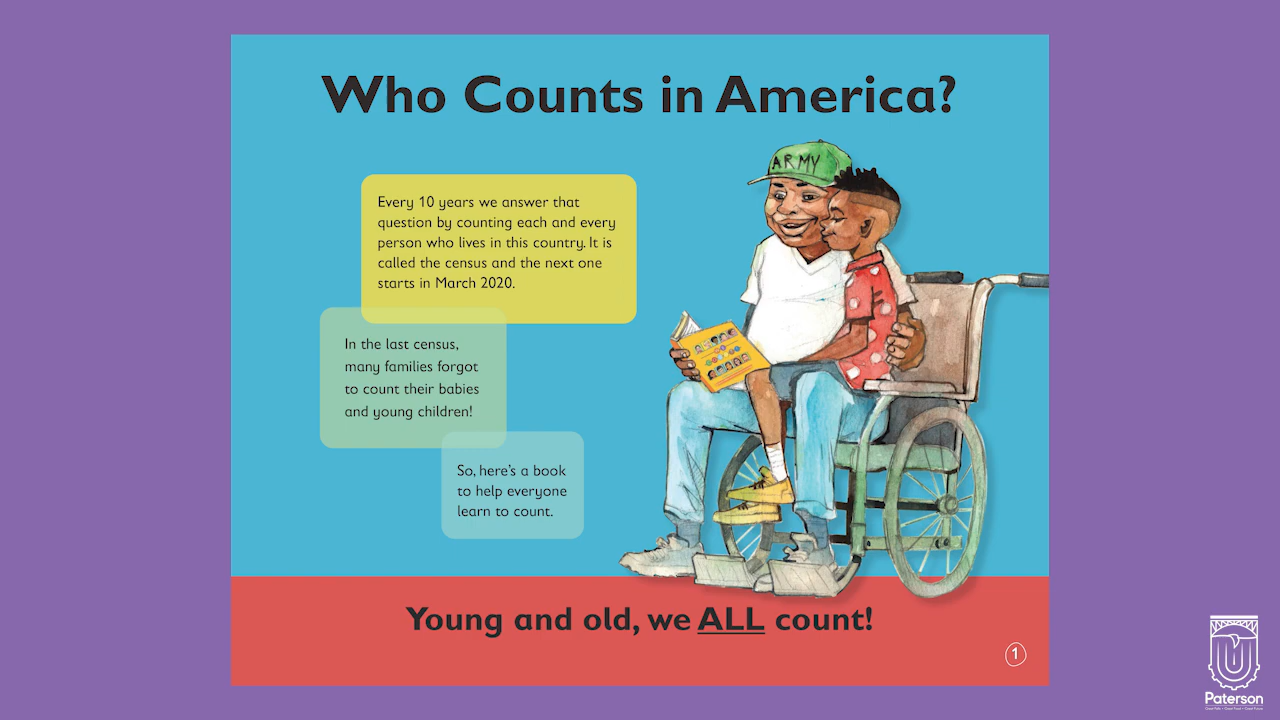 Who Counts in America?
ARMY
Every 10 years we answer that
question by counting each and every
person who lives in this country. It is
called the census and the next one
starts in March 2020.
In the last census,
many families forgot
to count their babies
and young children!
So, here's a book
to help everyone
learn to count.
Young and old, we ALL count!
1
Paterson